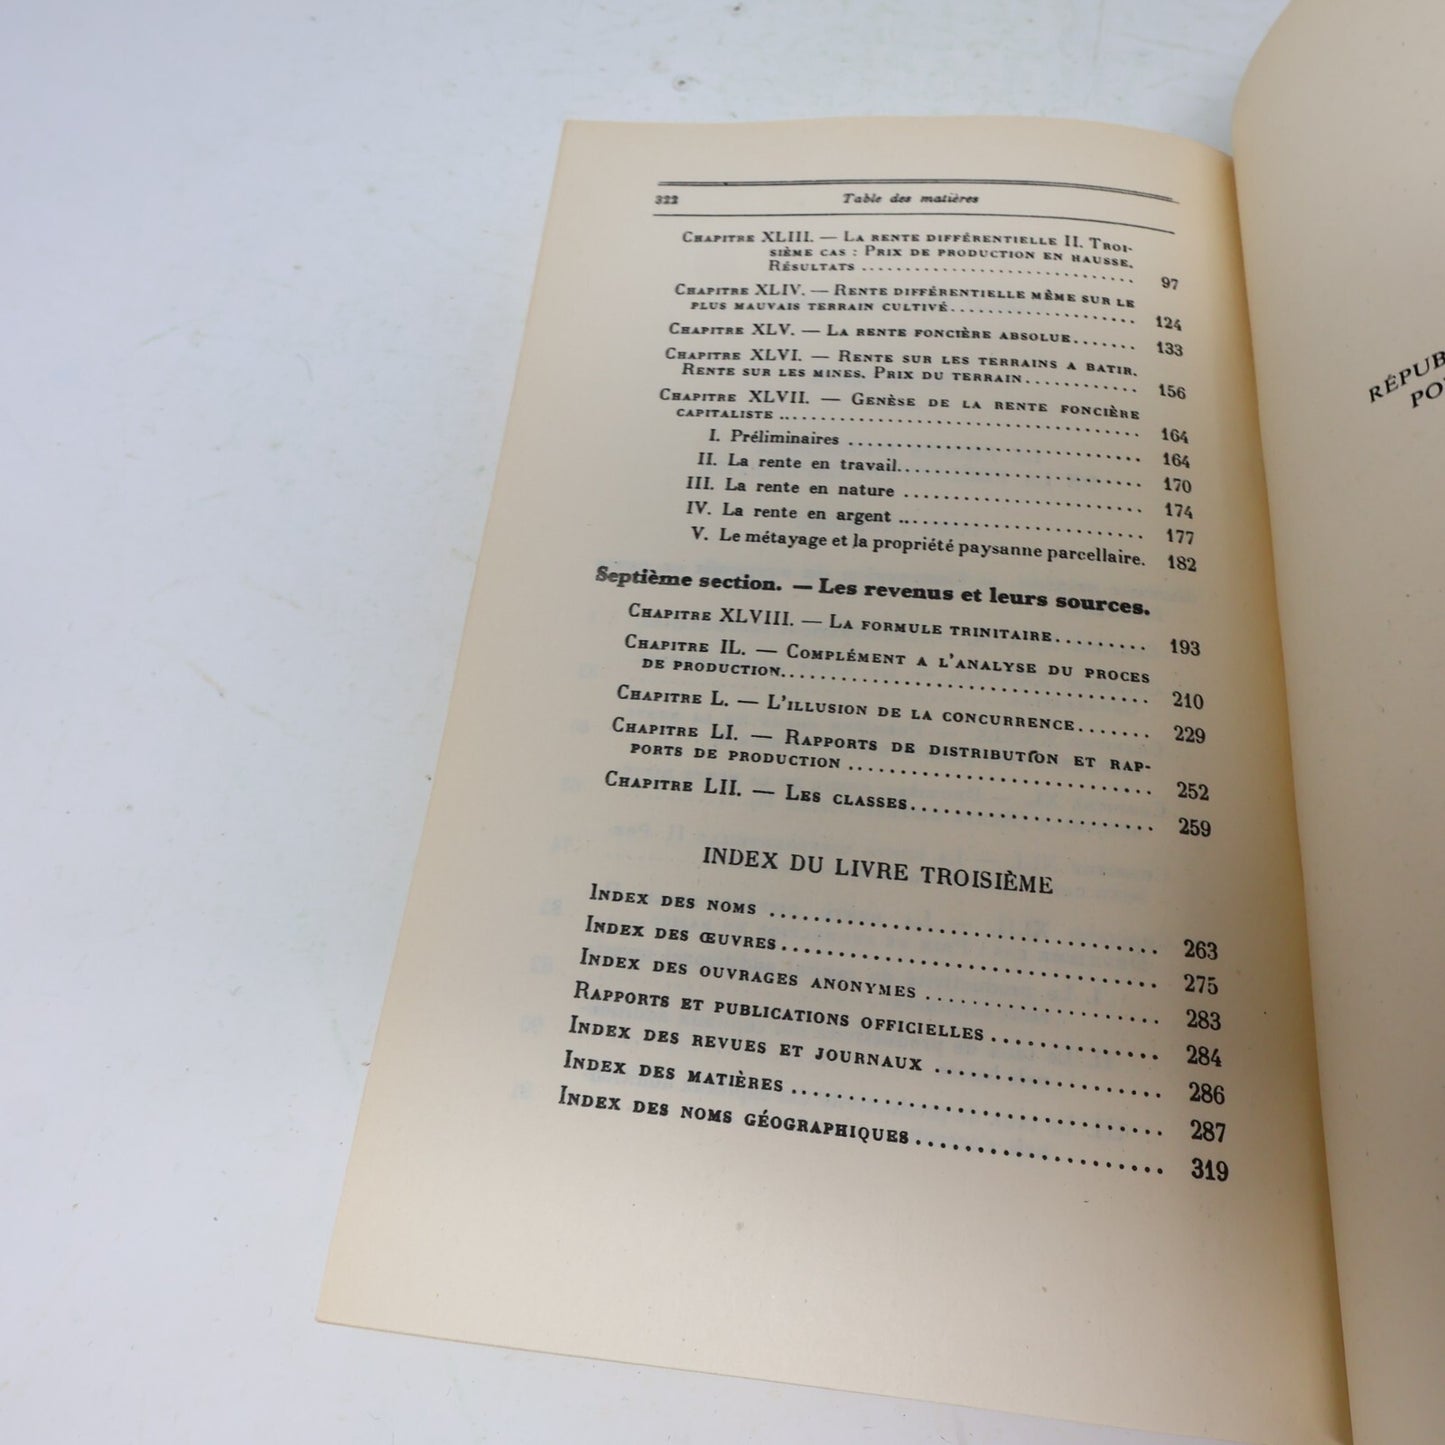 322 Table des matières
CHAPITRE XLIII. — LA RENTE DIFFÉRENTIELLE II. TROI-
SIÈME CAS : PRIX DE PRODUCTION EN HAUSSE.
RÉSULTATS .............................. 97
CHAPITRE XLIV. — RENTE DIFFÉRENTIELLE MÊME SUR LE
PLUS MAUVAIS TERRAIN CULTIVÉ.................... 124
CHAPITRE XLV. — LA RENTE FONCIÈRE ABSOLUE....... 133
CHAPITRE XLVI. — RENTE SUR LES TERRAINS A BATIR.
RENTE SUR LES MINES. PRIX DU TERRAIN............ 156
CHAPITRE XLVII. — GENÈSE DE LA RENTE FONCIÈRE
CAPITALISTE .................................... 164
I. Préliminaires .............................. 164
II. La rente en travail......................... 170
III. La rente en nature ......................... 174
IV. La rente en argent ......................... 177
V. Le métayage et la propriété paysanne parcellaire. 182
Septième section. — Les revenus et leurs sources.
CHAPITRE XLVIII. — LA FORMULE TRINITAIRE......... 193
CHAPITRE IL. — COMPLÉMENT A L'ANALYSE DU PROCES
DE PRODUCTION................................... 210
CHAPITRE L. — L'ILLUSION DE LA CONCURRENCE....... 229
CHAPITRE LI. — RAPPORTS DE DISTRIBUTION ET RAP-
PORTS DE PRODUCTION ............................ 252
CHAPITRE LII. — LES CLASSES..................... 259
INDEX DU LIVRE TROISIÈME
INDEX DES NOMS ................................ 263
INDEX DES ŒUVRES............................... 275
INDEX DES OUVRAGES ANONYMES ................... 283
RAPPORTS ET PUBLICATIONS OFFICIELLES .............. 284
INDEX DES REVUES ET JOURNAUX ................... 286
INDEX DES MATIÈRES ............................ 287
INDEX DES NOMS GÉOGRAPHIQUES..................... 319